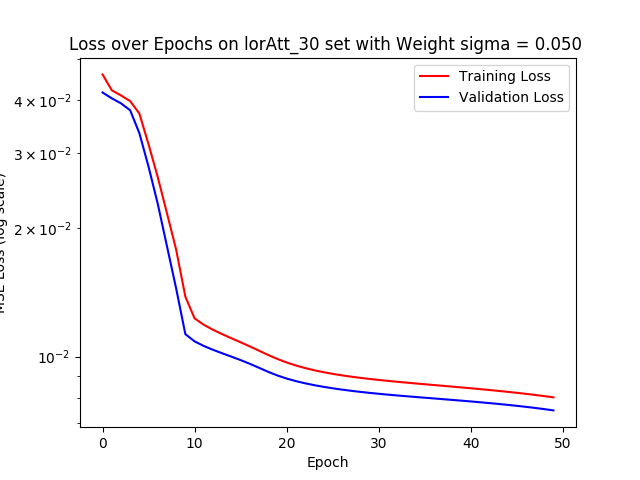 Loss over Epochs on lorAtt_30 set with Weight sigma = 0.050
Training Loss
Validation Loss
4 × 10⁻²
3 × 10⁻²
2 × 10⁻²
10⁻²
MSE Loss (log scale)
0 10 20 30 40 50
Epoch